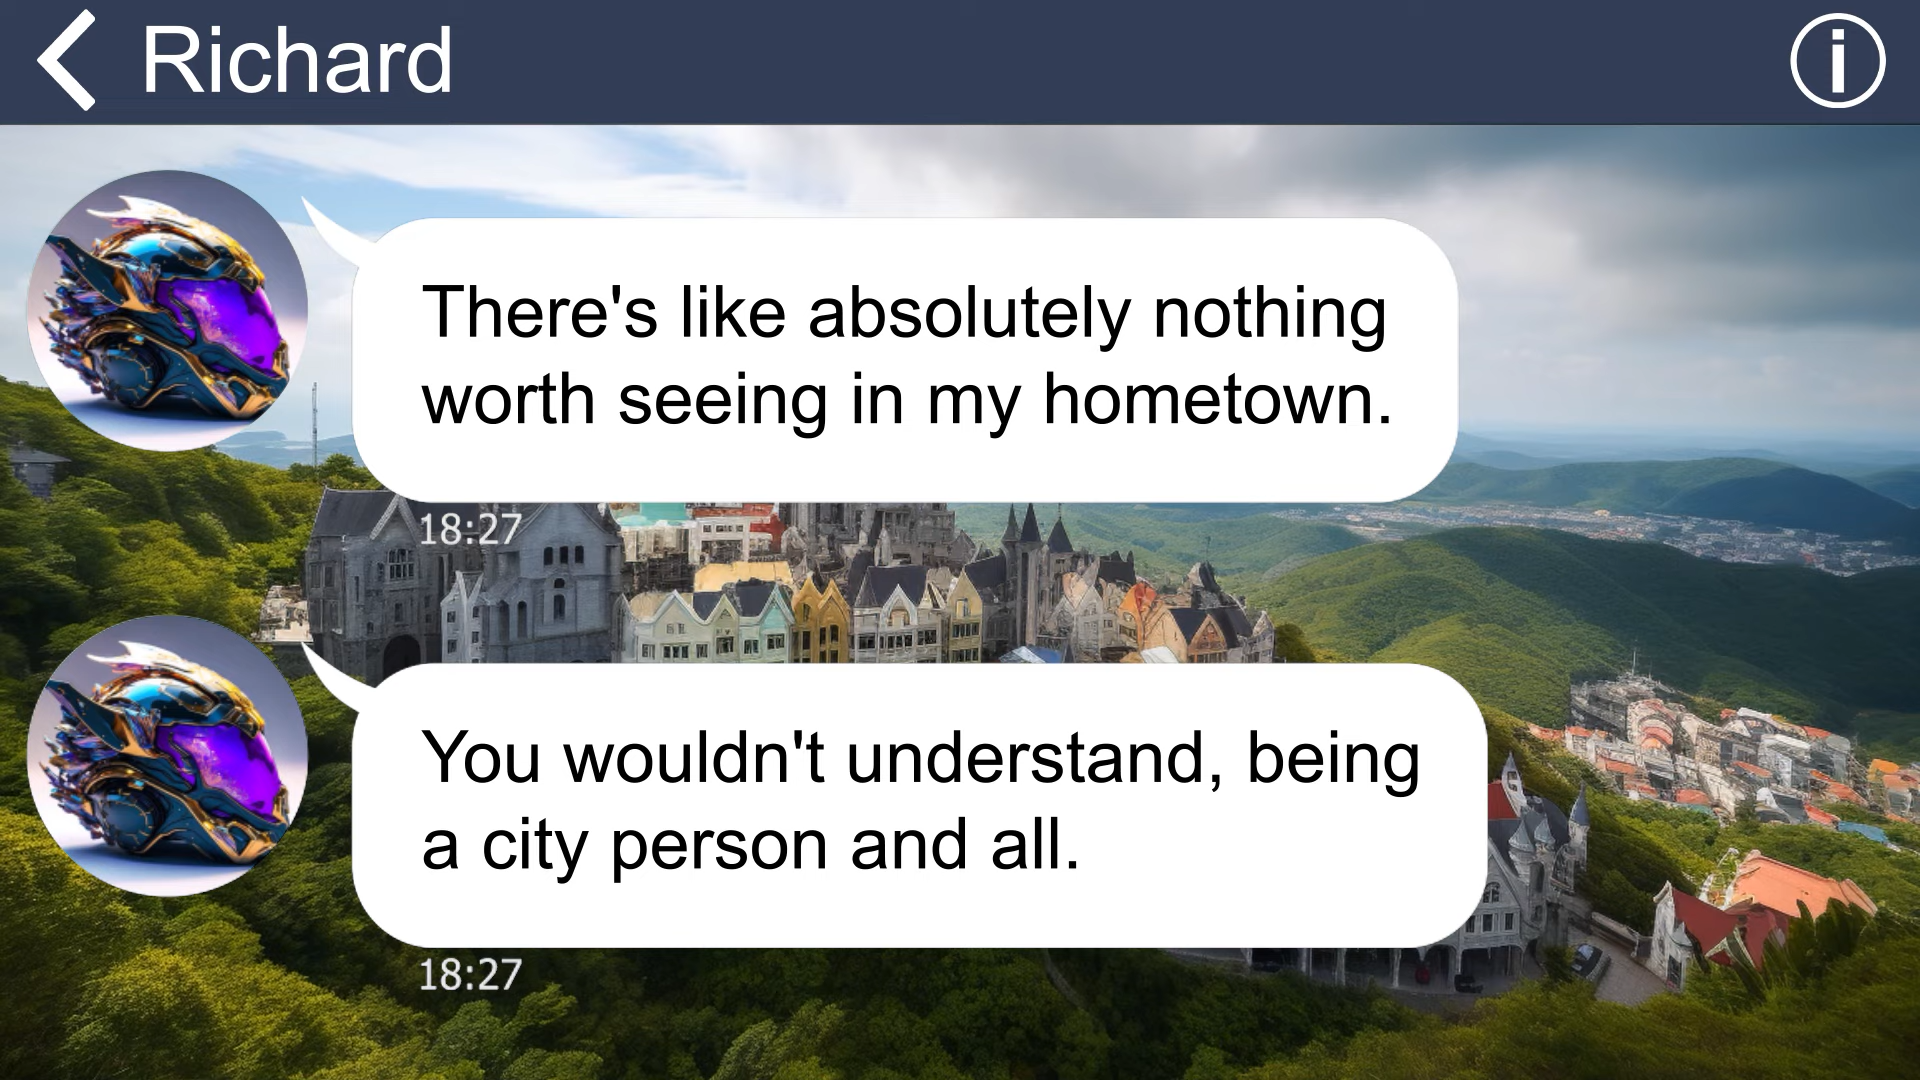 Richard
There's like absolutely nothing
worth seeing in my hometown.
18:27
You wouldn't understand, being
a city person and all.
18:27